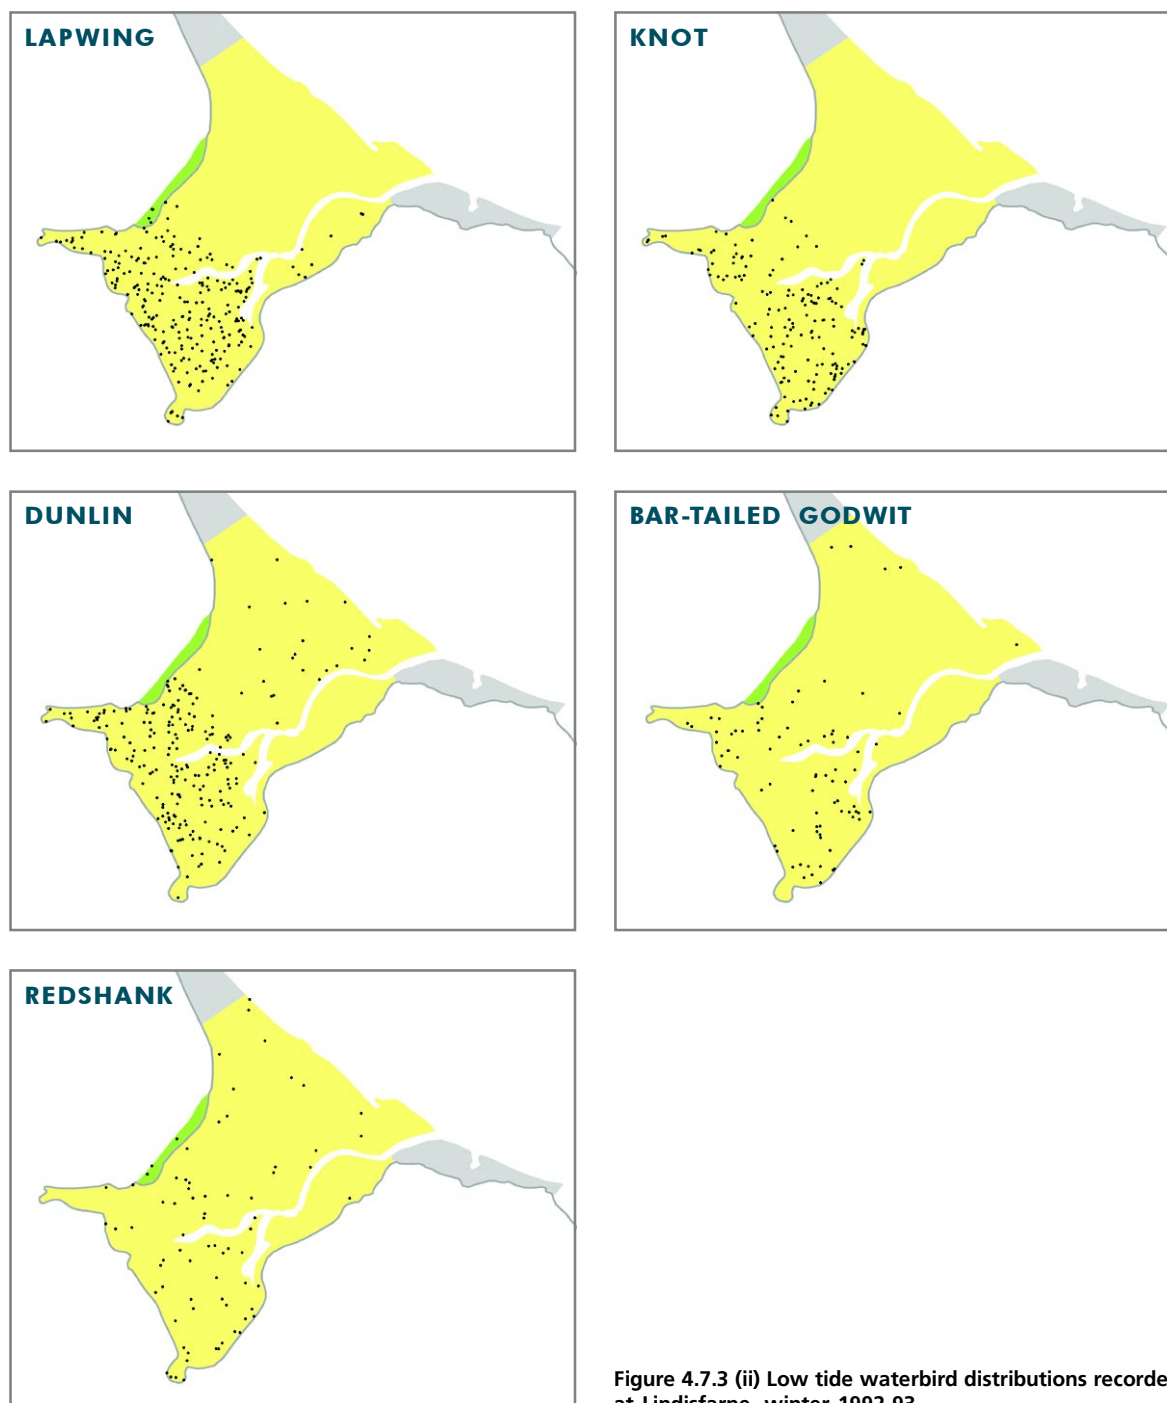 LAPWING
KNOT
DUNLIN
BAR-TAILED GODWIT
REDSHANK
Figure 4.7.3 (ii) Low tide waterbird distributions recorde
at Lindisfarne, winter 1992-93